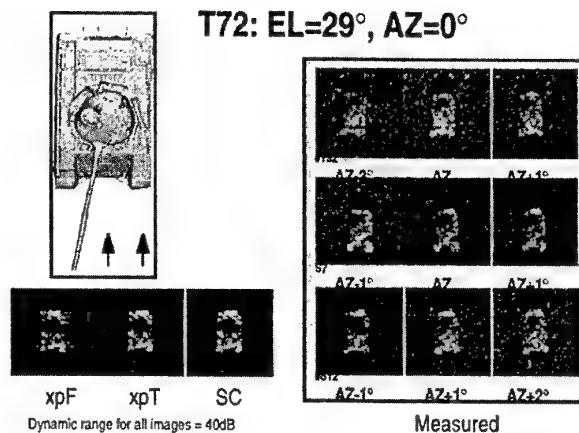 T72: EL=29°, AZ=0°
AZ-2° AZ AZ+1°
S7
AZ-1° AZ AZ+1°
xpF xpT SC
AZ-1° AZ+1° AZ+2°
Dynamic range for all images = 40dB
Measured